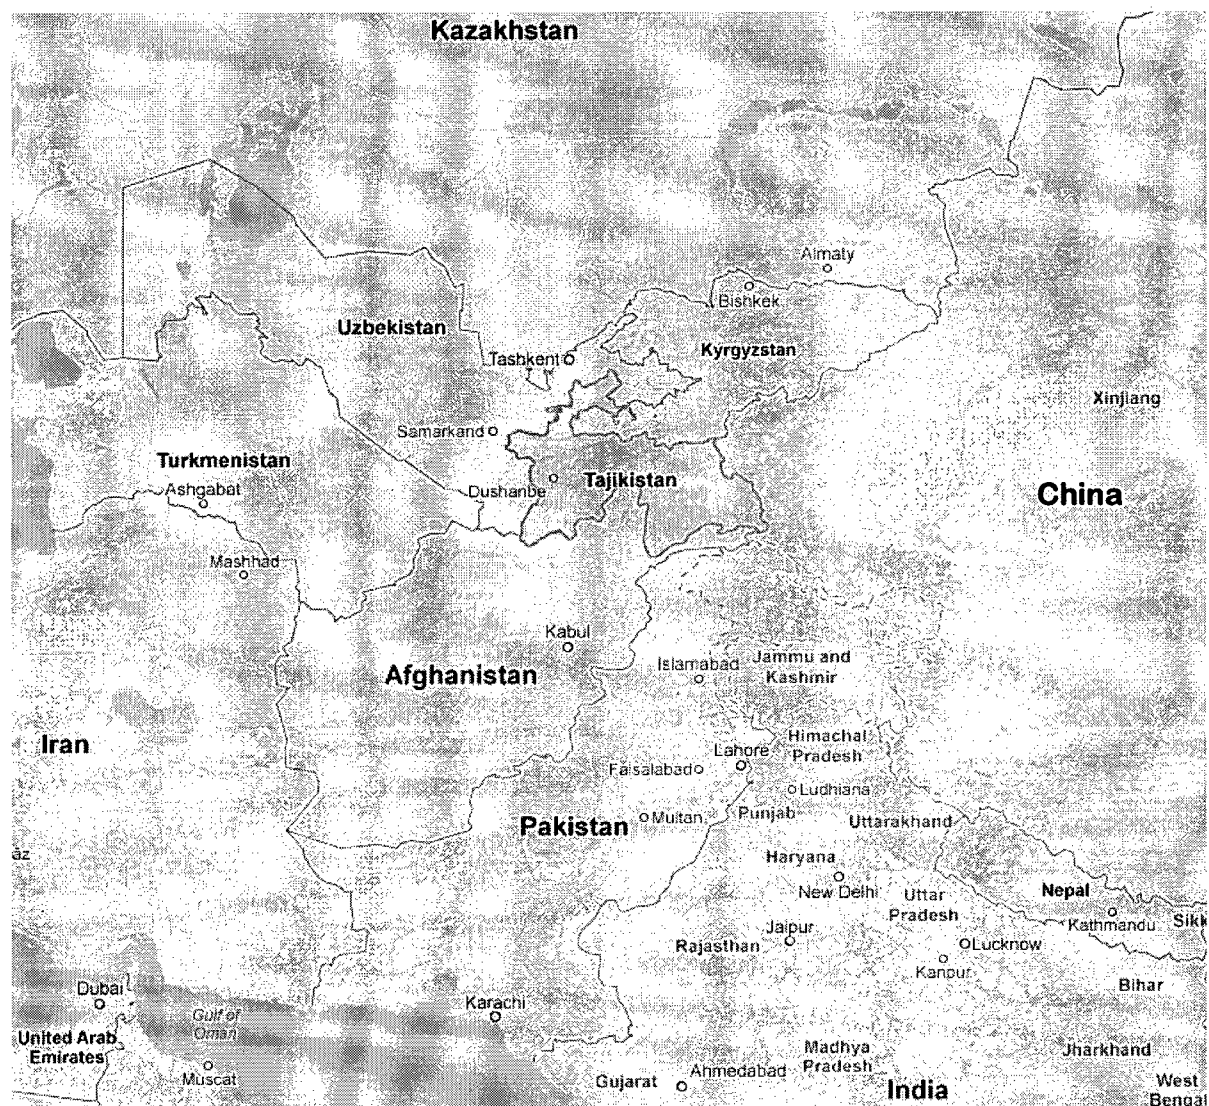 Kazakhstan
Almaty
Bishkek
Uzbekistan
Tashkent
Kyrgyzstan
Xinjiang
Samarkand
Turkmenistan
Ashgabat
Dushanbe
Tajikistan
China
Mashhad
Kabul
Afghanistan
Islamabad
Jammu and
Kashmir
Iran
Himachal
Pradesh
Lahore
Faisalabad
Ludhiana
Pakistan
Multan
Punjab
Uttarakhand
āz
Haryana
New Delhi
Uttar
Pradesh
Nepal
Kathmandu
Sikk
Jaipur
Rajasthan
Lucknow
Kanpur
Bihar
Dubai
Gulf of
Oman
Karachi
United Arab
Emirates
Muscat
Madhya
Pradesh
Jharkhand
Gujarat
Ahmedabad
India
West
Bengal